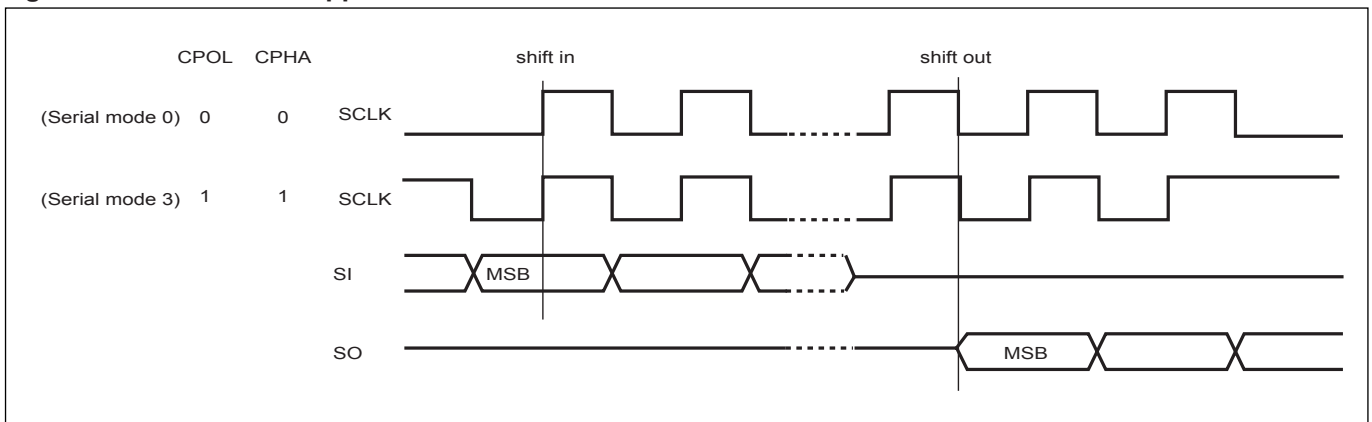 CPOL CPHA shift in shift out
(Serial mode 0) 0 0 SCLK
(Serial mode 3) 1 1 SCLK
SI MSB
SO MSB